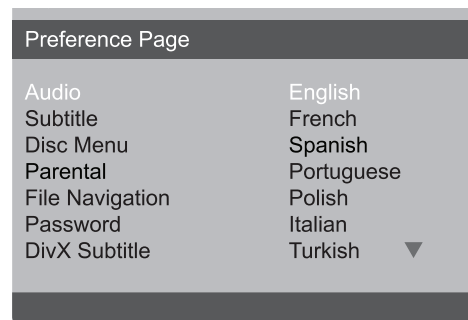 Preference Page
Audio English
Subtitle French
Disc Menu Spanish
Parental Portuguese
File Navigation Polish
Password Italian
DivX Subtitle Turkish